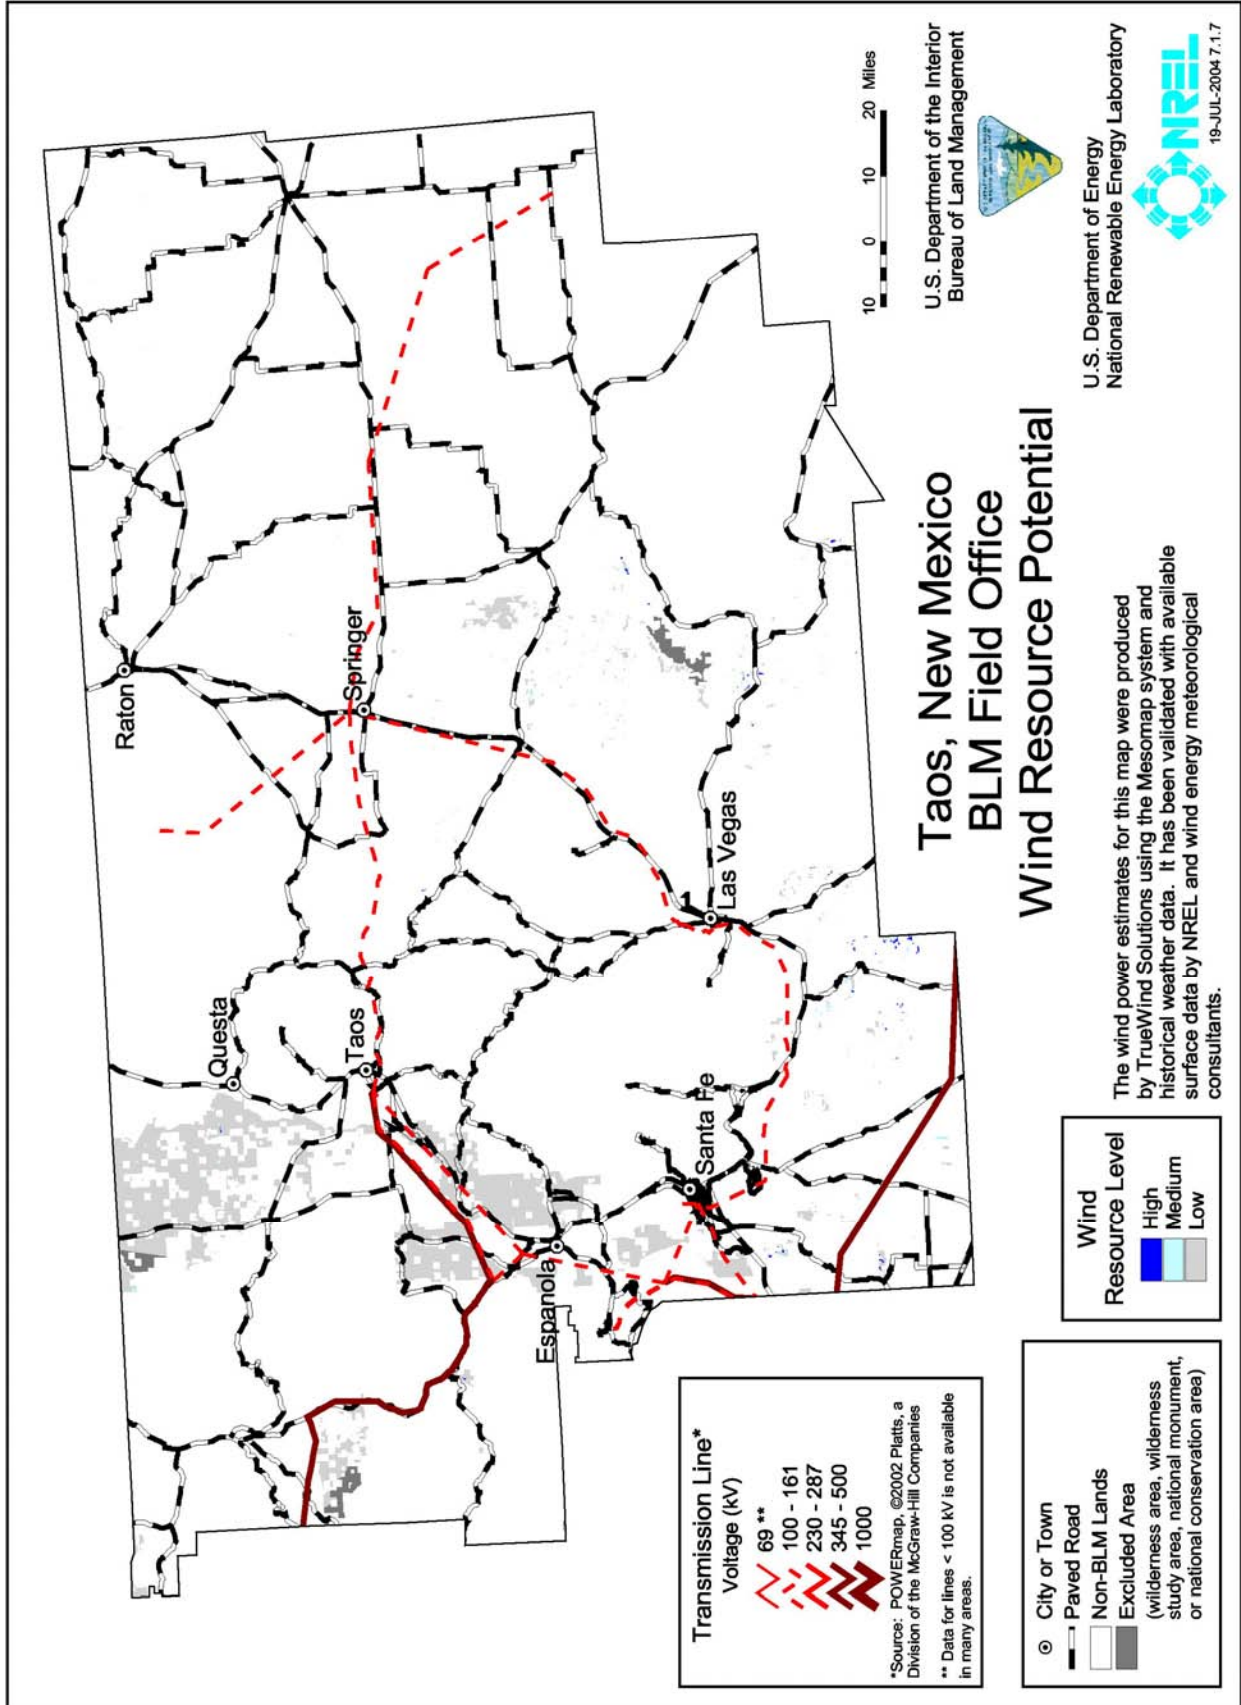 Raton
Springer
Questa
Taos
Las Vegas
Santa Fe
Espanola
10 0 10 20 Miles
U.S. Department of the Interior
Bureau of Land Management
Taos, New Mexico
BLM Field Office
Wind Resource Potential
U.S. Department of Energy
National Renewable Energy Laboratory
NREL
19-JUL-2004 7.1.7
Transmission Line*
Voltage (kV)
69 **
100 - 161
230 - 287
345 - 500
1000
*Source: POWERmap, ©2002 Platts, a
Division of the McGraw-Hill Companies
** Data for lines < 100 kV is not available
in many areas.
City or Town
Paved Road
Non-BLM Lands
Excluded Area
(wilderness area, wilderness
study area, national monument,
or national conservation area)
Wind
Resource Level
High
Medium
Low
The wind power estimates for this map were produced
by TrueWind Solutions using the Mesomap system and
historical weather data. It has been validated with available
surface data by NREL and wind energy meteorological
consultants.